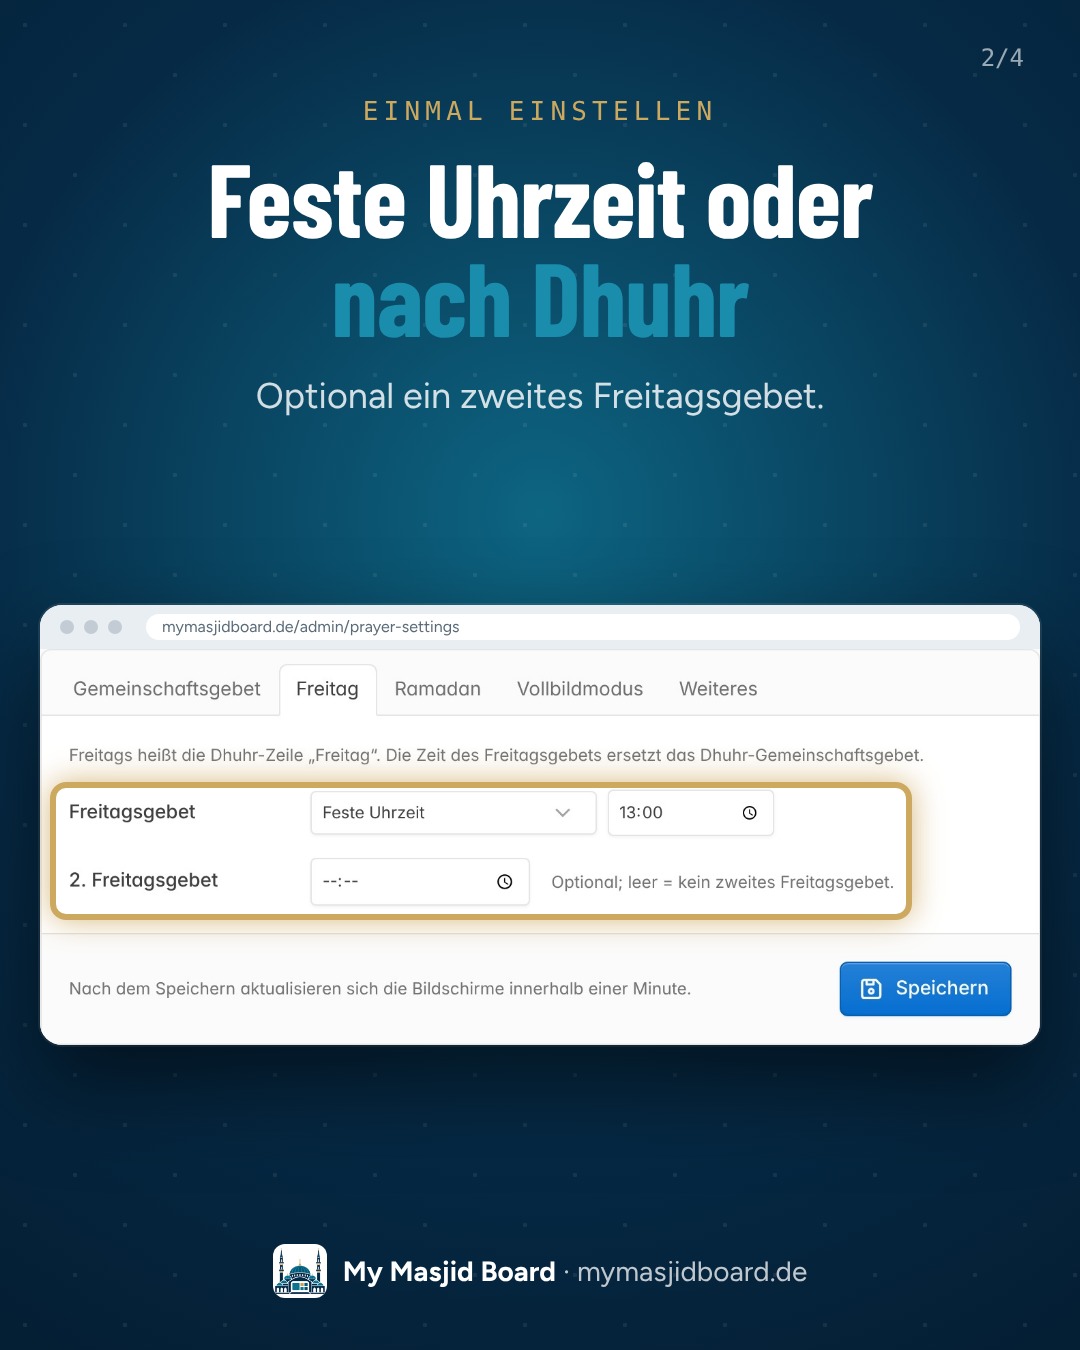 2/4
EINMAL EINSTELLEN
Feste Uhrzeit oder
nach Dhuhr
Optional ein zweites Freitagsgebet.
mymasjidboard.de/admin/prayer-settings
Gemeinschaftsgebet Freitag Ramadan Vollbildmodus Weiteres
Freitags heißt die Dhuhr-Zeile „Freitag“. Die Zeit des Freitagsgebets ersetzt das Dhuhr-Gemeinschaftsgebet.
Freitagsgebet Feste Uhrzeit 13:00
2. Freitagsgebet --:-- Optional; leer = kein zweites Freitagsgebet.
Nach dem Speichern aktualisieren sich die Bildschirme innerhalb einer Minute. Speichern
My Masjid Board · mymasjidboard.de